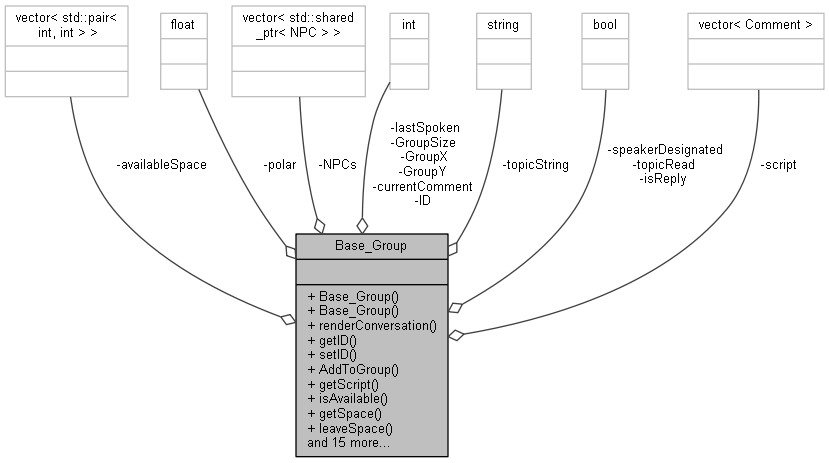 vector< std::pair<
int, int > >
float
vector< std::shared
_ptr< NPC > >
int
string
bool
vector< Comment >
-availableSpace
-polar
-NPCs
-lastSpoken
-GroupSize
-GroupX
-GroupY
-currentComment
-ID
-topicString
-speakerDesignated
-topicRead
-isReply
-script
Base_Group
+ Base_Group()
+ Base_Group()
+ renderConversation()
+ getID()
+ setID()
+ AddToGroup()
+ getScript()
+ isAvailable()
+ getSpace()
+ leaveSpace()
and 15 more...